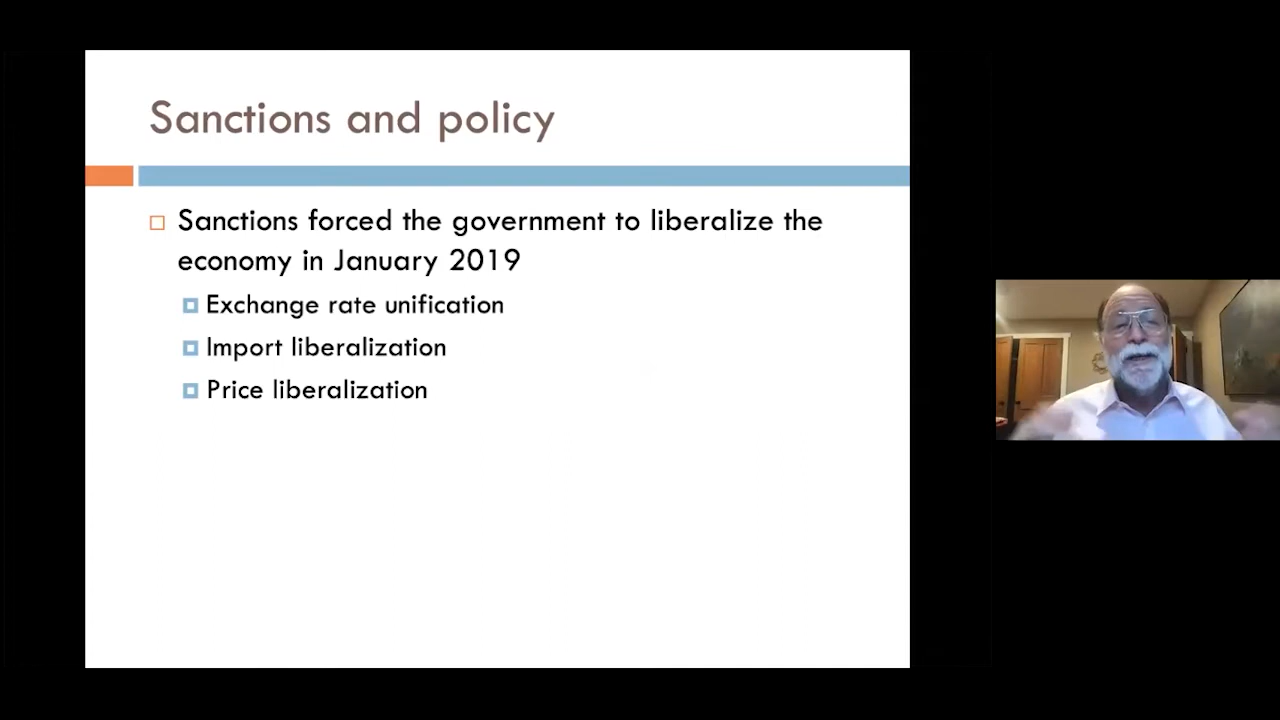 Sanctions and policy
Sanctions forced the government to liberalize the
economy in January 2019
Exchange rate unification
Import liberalization
Price liberalization